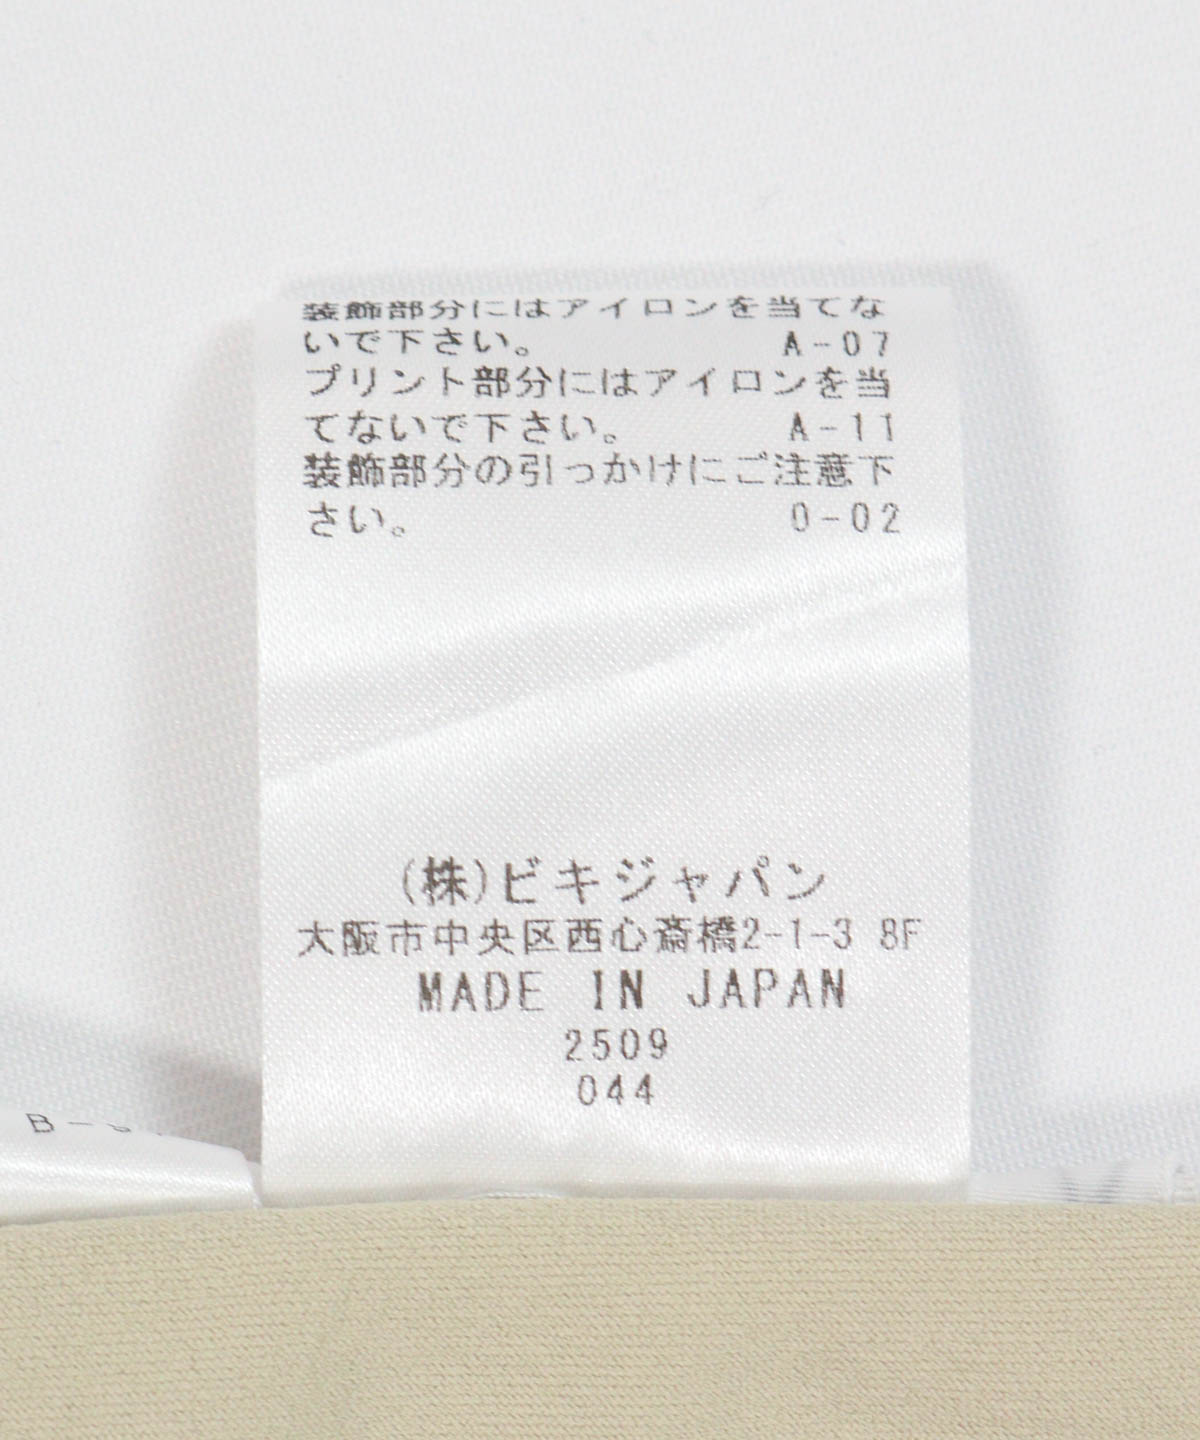 装飾部分にはアイロンを当てな
いで下さい。 A-07
プリント部分にはアイロンを当
てないで下さい。 A-11
装飾部分の引っかけにご注意下
さい。 0-02
(株)ビキジャパン
大阪市中央区西心斎橋2-1-3 8F
MADE IN JAPAN
2509
044